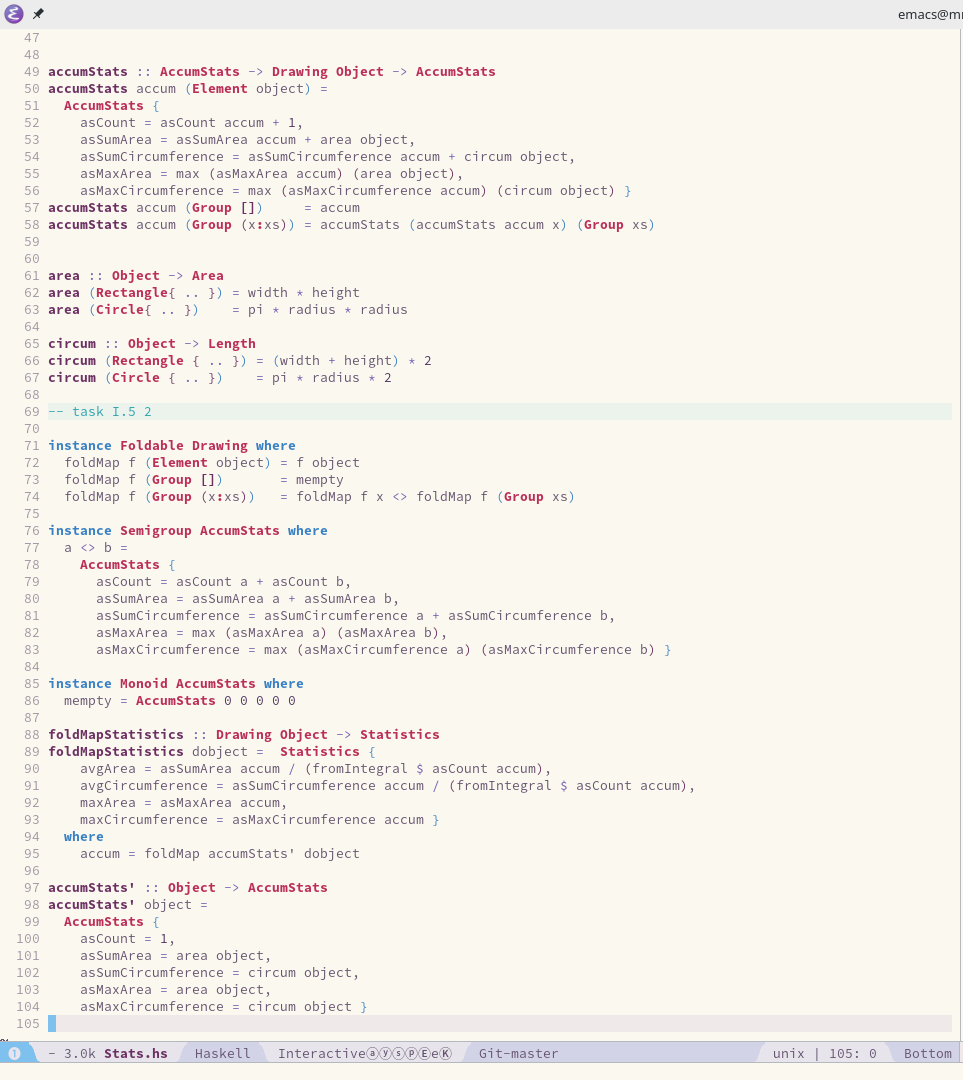 emacs@m
47
48
49 accumStats :: AccumStats -> Drawing Object -> AccumStats
50 accumStats accum (Element object) =
51   AccumStats {
52     asCount = asCount accum + 1,
53     asSumArea = asSumArea accum + area object,
54     asSumCircumference = asSumCircumference accum + circum object,
55     asMaxArea = max (asMaxArea accum) (area object),
56     asMaxCircumference = max (asMaxCircumference accum) (circum object) }
57 accumStats accum (Group [])     = accum
58 accumStats accum (Group (x:xs)) = accumStats (accumStats accum x) (Group xs)
59
60
61 area :: Object -> Area
62 area (Rectangle{ .. }) = width * height
63 area (Circle{ .. })    = pi * radius * radius
64
65 circum :: Object -> Length
66 circum (Rectangle { .. }) = (width + height) * 2
67 circum (Circle { .. })    = pi * radius * 2
68
69 -- task I.5 2
70
71 instance Foldable Drawing where
72   foldMap f (Element object) = f object
73   foldMap f (Group [])       = mempty
74   foldMap f (Group (x:xs))   = foldMap f x <> foldMap f (Group xs)
75
76 instance Semigroup AccumStats where
77   a <> b =
78     AccumStats {
79       asCount = asCount a + asCount b,
80       asSumArea = asSumArea a + asSumArea b,
81       asSumCircumference = asSumCircumference a + asSumCircumference b,
82       asMaxArea = max (asMaxArea a) (asMaxArea b),
83       asMaxCircumference = max (asMaxCircumference a) (asMaxCircumference b) }
84
85 instance Monoid AccumStats where
86   mempty = AccumStats 0 0 0 0 0
87
88 foldMapStatistics :: Drawing Object -> Statistics
89 foldMapStatistics dobject =  Statistics {
90     avgArea = asSumArea accum / (fromIntegral $ asCount accum),
91     avgCircumference = asSumCircumference accum / (fromIntegral $ asCount accum),
92     maxArea = asMaxArea accum,
93     maxCircumference = asMaxCircumference accum }
94   where
95     accum = foldMap accumStats' dobject
96
97 accumStats' :: Object -> AccumStats
98 accumStats' object =
99   AccumStats {
100     asCount = 1,
101     asSumArea = area object,
102     asSumCircumference = circum object,
103     asMaxArea = area object,
104     asMaxCircumference = circum object }
105
① - 3.0k Stats.hs Haskell InteractiveⓐⓨⓢⓟⒺeⓚ Git-master unix | 105: 0 Bottom